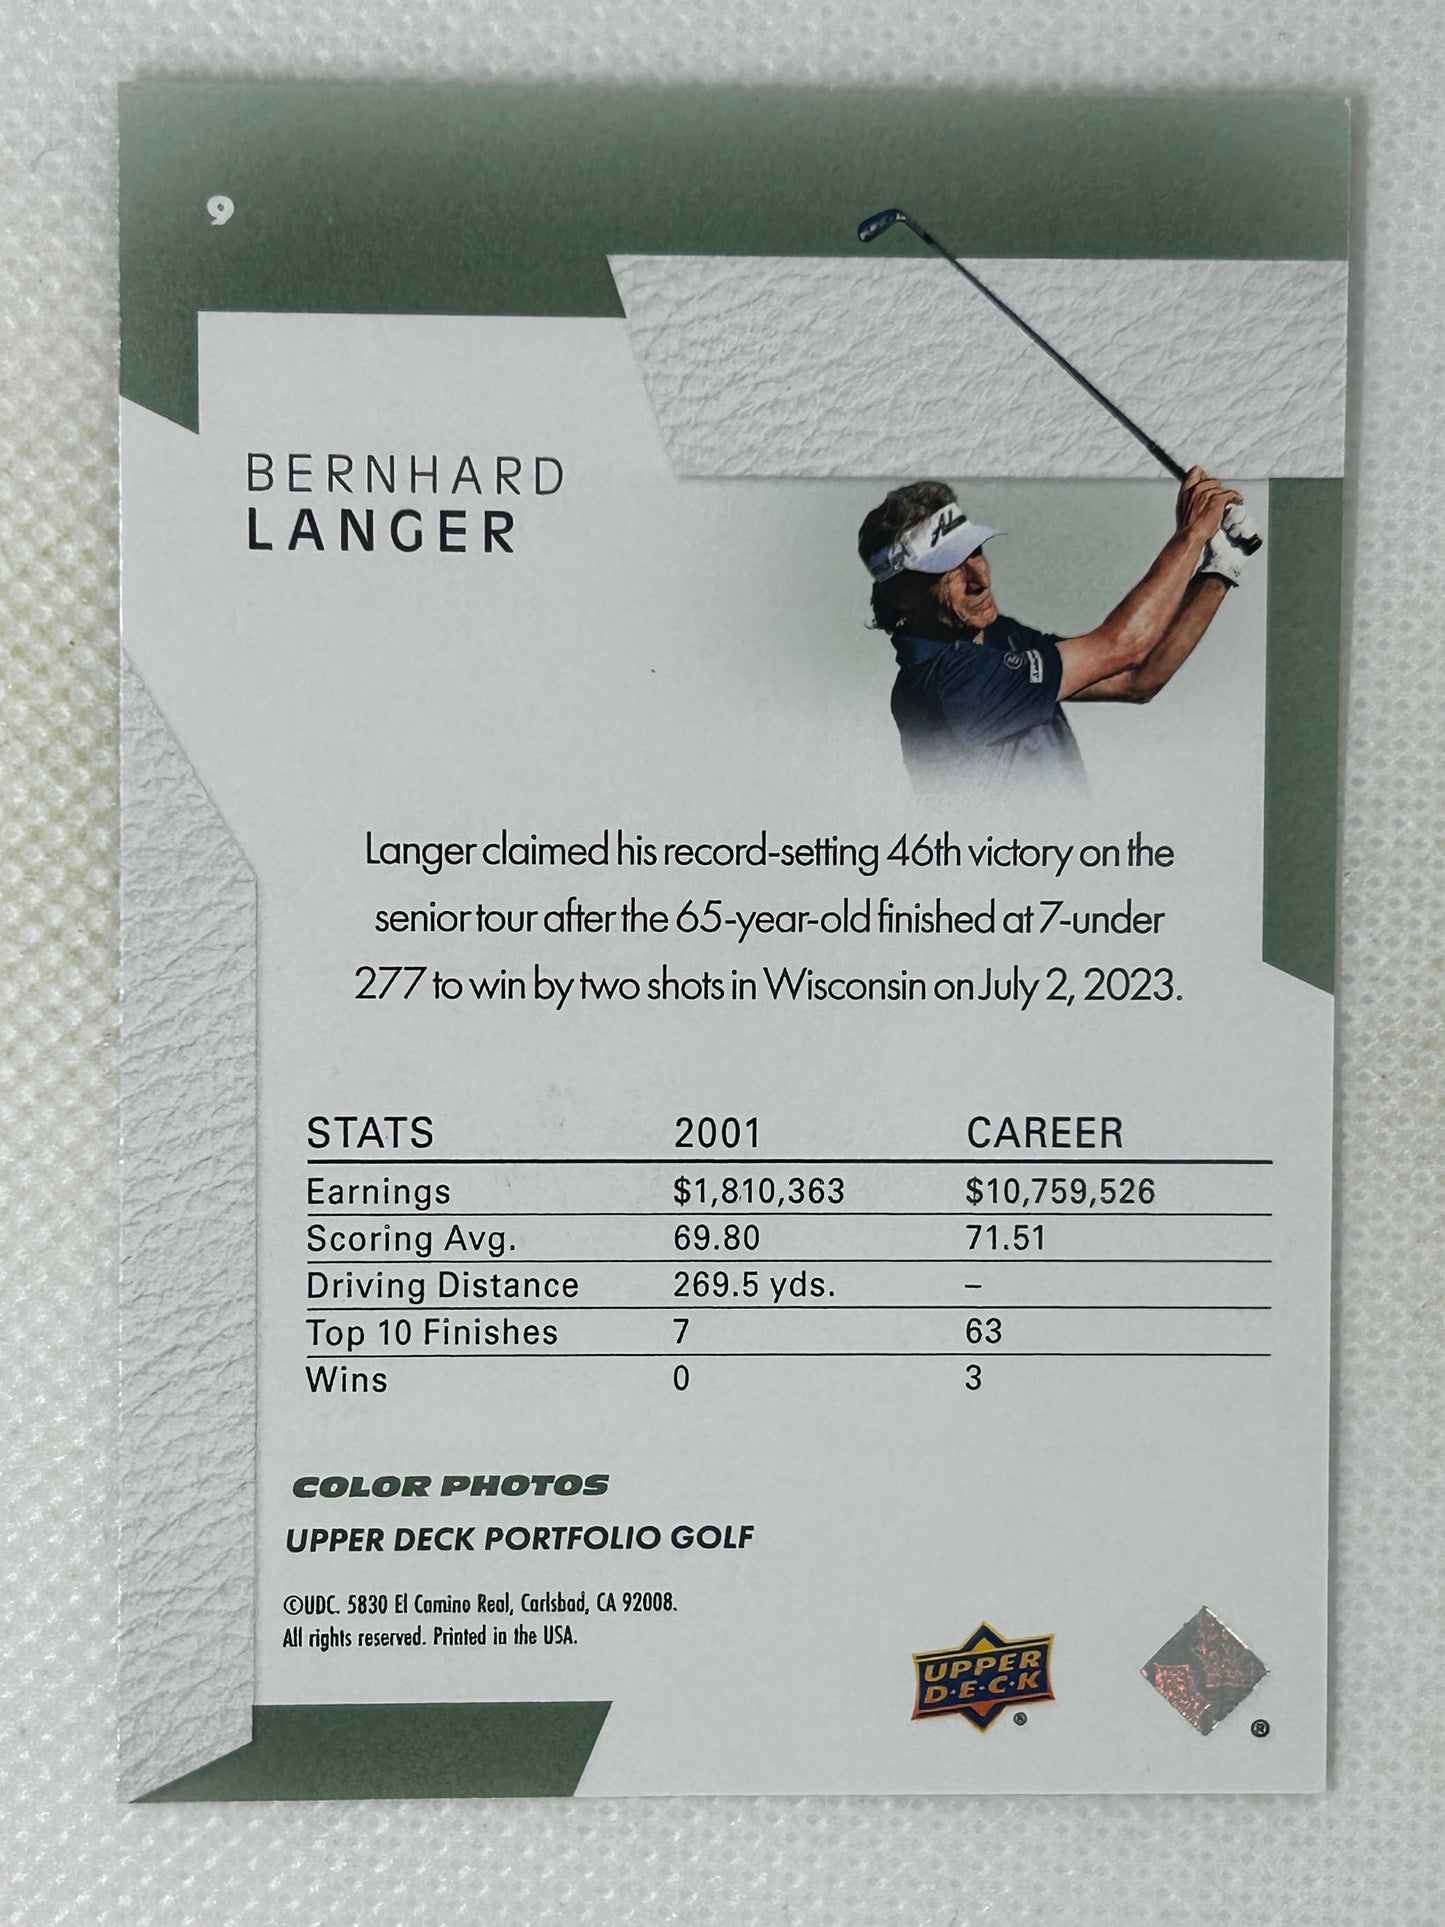 9
BERNHARD
LANGER
Langer claimed his record-setting 46th victory on the
senior tour after the 65-year-old finished at 7-under
277 to win by two shots in Wisconsin on July 2, 2023.
STATS 2001 CAREER
Earnings $1,810,363 $10,759,526
Scoring Avg. 69.80 71.51
Driving Distance 269.5 yds. –
Top 10 Finishes 7 63
Wins 0 3
COLOR PHOTOS
UPPER DECK PORTFOLIO GOLF
©UDC. 5830 El Camino Real, Carlsbad, CA 92008.
All rights reserved. Printed in the USA.
UPPER
D·E·C·K
®
®